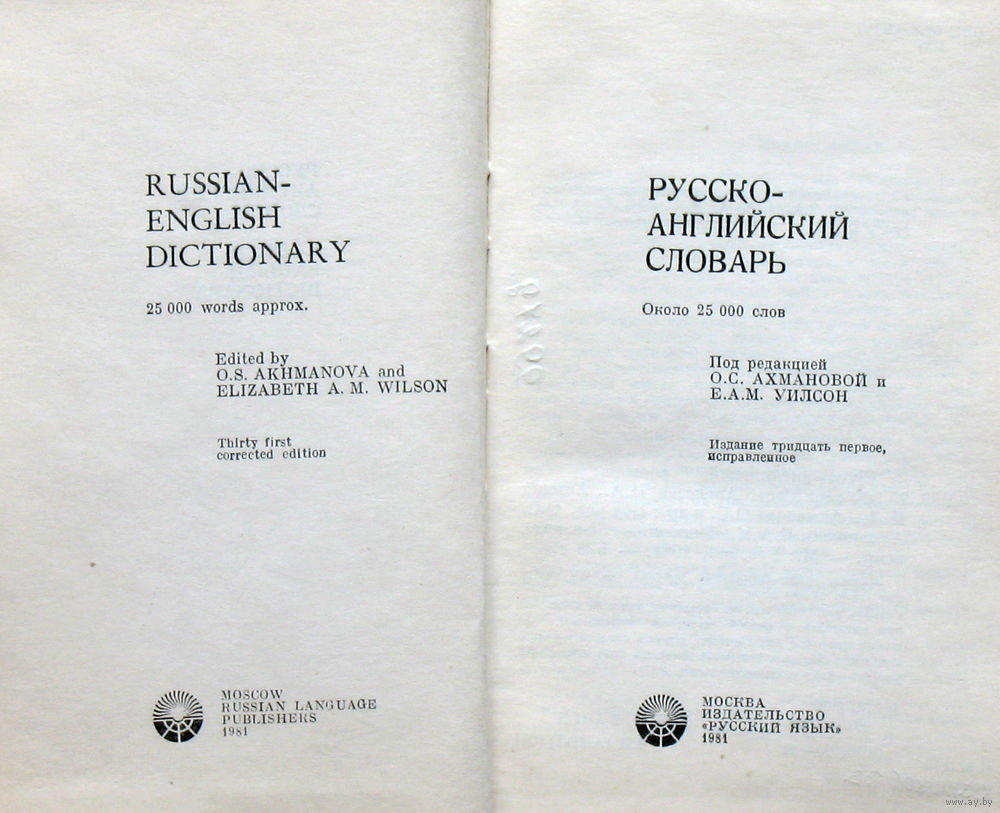 RUSSIAN-
ENGLISH
DICTIONARY
25 000 words approx.
Edited by
O.S. AKHMANOVA and
ELIZABETH A. M. WILSON
Thirty first
corrected edition
MOSCOW
RUSSIAN LANGUAGE
PUBLISHERS
1981
РУССКО-
АНГЛИЙСКИЙ
СЛОВАРЬ
Около 25 000 слов
Под редакцией
О.С. АХМАНОВОЙ и
Е.А.М. УИЛСОН
Издание тридцать первое,
исправленное
МОСКВА
ИЗДАТЕЛЬСТВО
«РУССКИЙ ЯЗЫК»
1981
www.ay.by